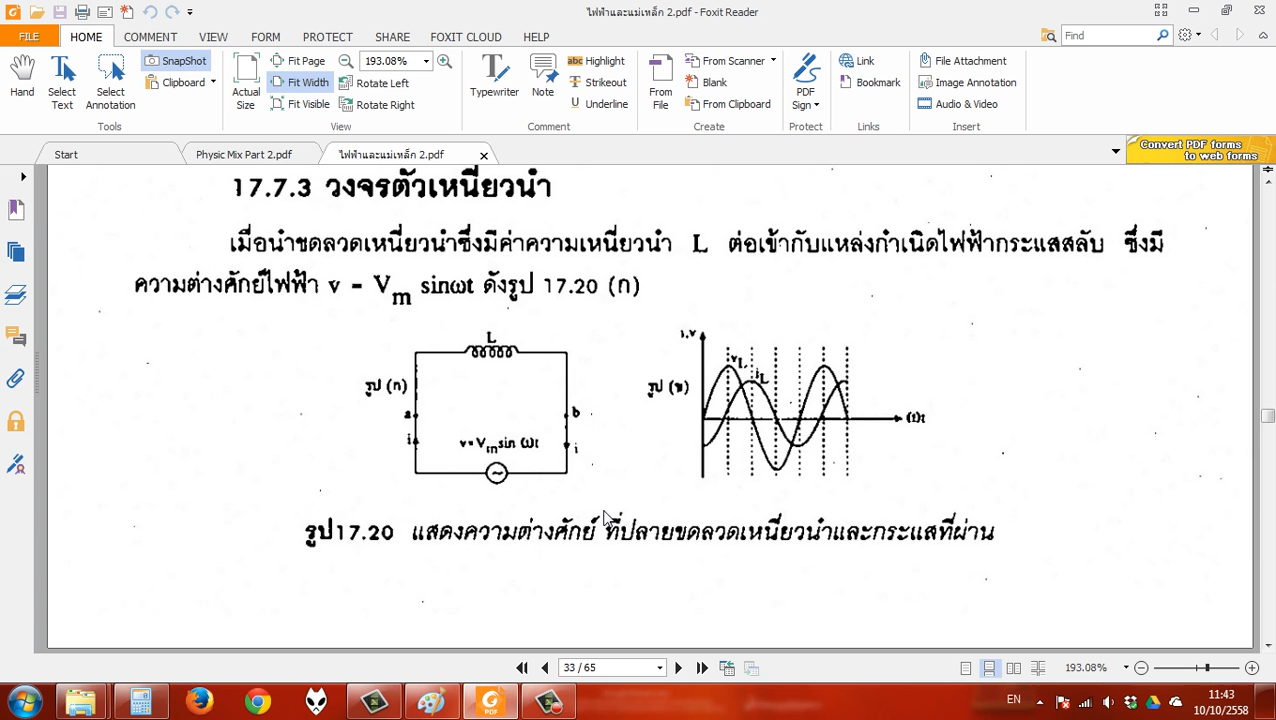 ไฟฟ้าและแม่เหล็ก 2.pdf - Foxit Reader
FILE HOME COMMENT VIEW FORM PROTECT SHARE FOXIT CLOUD HELP Find
SnapShot Fit Page 193.08% Highlight From Scanner Link File Attachment
Hand Select Text Select Annotation Clipboard Actual Size Fit Width Rotate Left Typewriter Note Strikeout From File Blank PDF Sign Bookmark Image Annotation
Fit Visible Rotate Right Underline From Clipboard Audio & Video
Tools View Comment Create Protect Links Insert
Start Physic Mix Part 2.pdf ไฟฟ้าและแม่เหล็ก 2.pdf Convert PDF forms
to web forms
17.7.3 วงจรตัวเหนี่ยวนำ
เมื่อนำขดลวดเหนี่ยวนำซึ่งมีค่าความเหนี่ยวนำ L ต่อเข้ากับแหล่งกำเนิดไฟฟ้ากระแสสลับ ซึ่งมี
ความต่างศักย์ไฟฟ้า v = Vm sinωt ดังรูป 17.20 (ก)
L i,v
vL iL
รูป (ก) รูป (ข)
a b ωt
i v=Vm sin ωt i
~
รูป17.20 แสดงความต่างศักย์ ที่ปลายขดลวดเหนี่ยวนำและกระแสที่ผ่าน
33 / 65 193.08%
PDF EN 11:43
10/10/2558